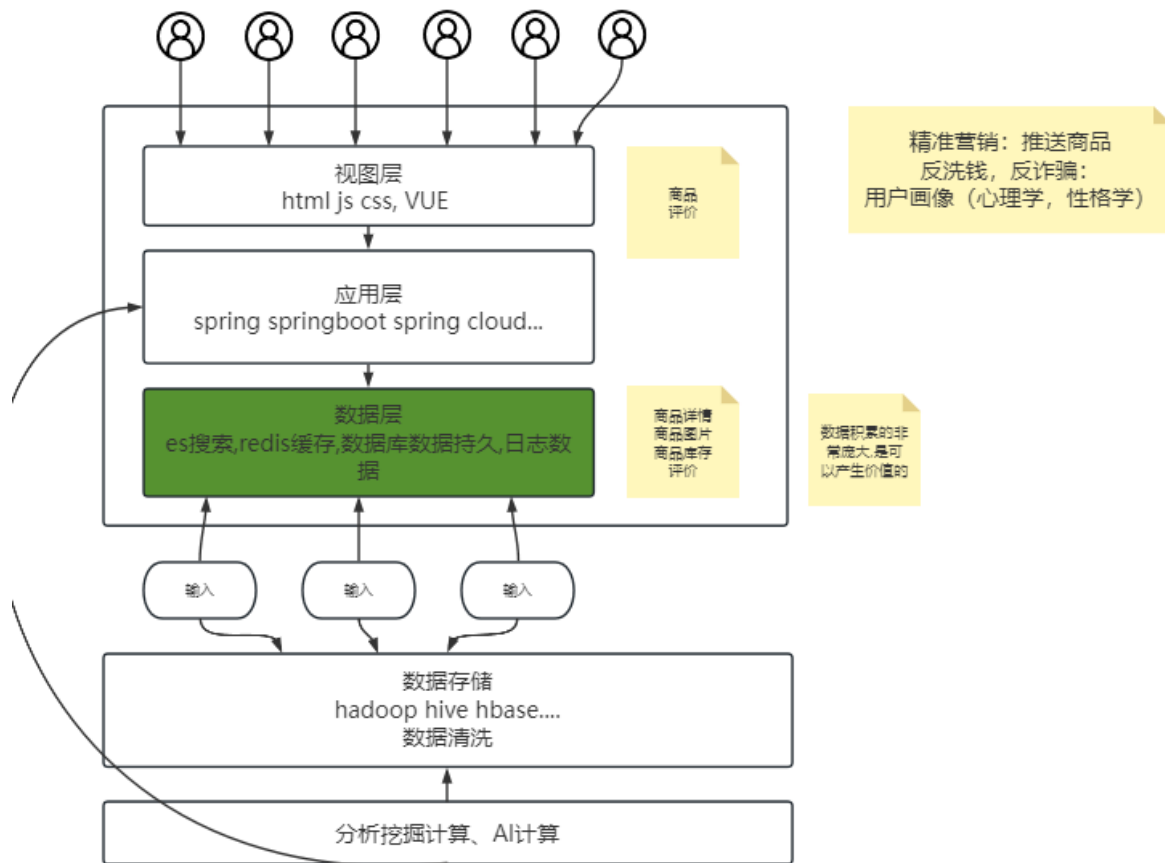 视图层
html js css, VUE
商品
评价
精准营销：推送商品
反洗钱，反诈骗：
用户画像（心理学，性格学）
应用层
spring springboot spring cloud...
数据层
es搜索,redis缓存,数据库数据持久,日志数
据
商品详情
商品图片
商品库存
评价
数据积累的非
常庞大,是可
以产生价值的
输入
输入
输入
数据存储
hadoop hive hbase....
数据清洗
分析挖掘计算、AI计算